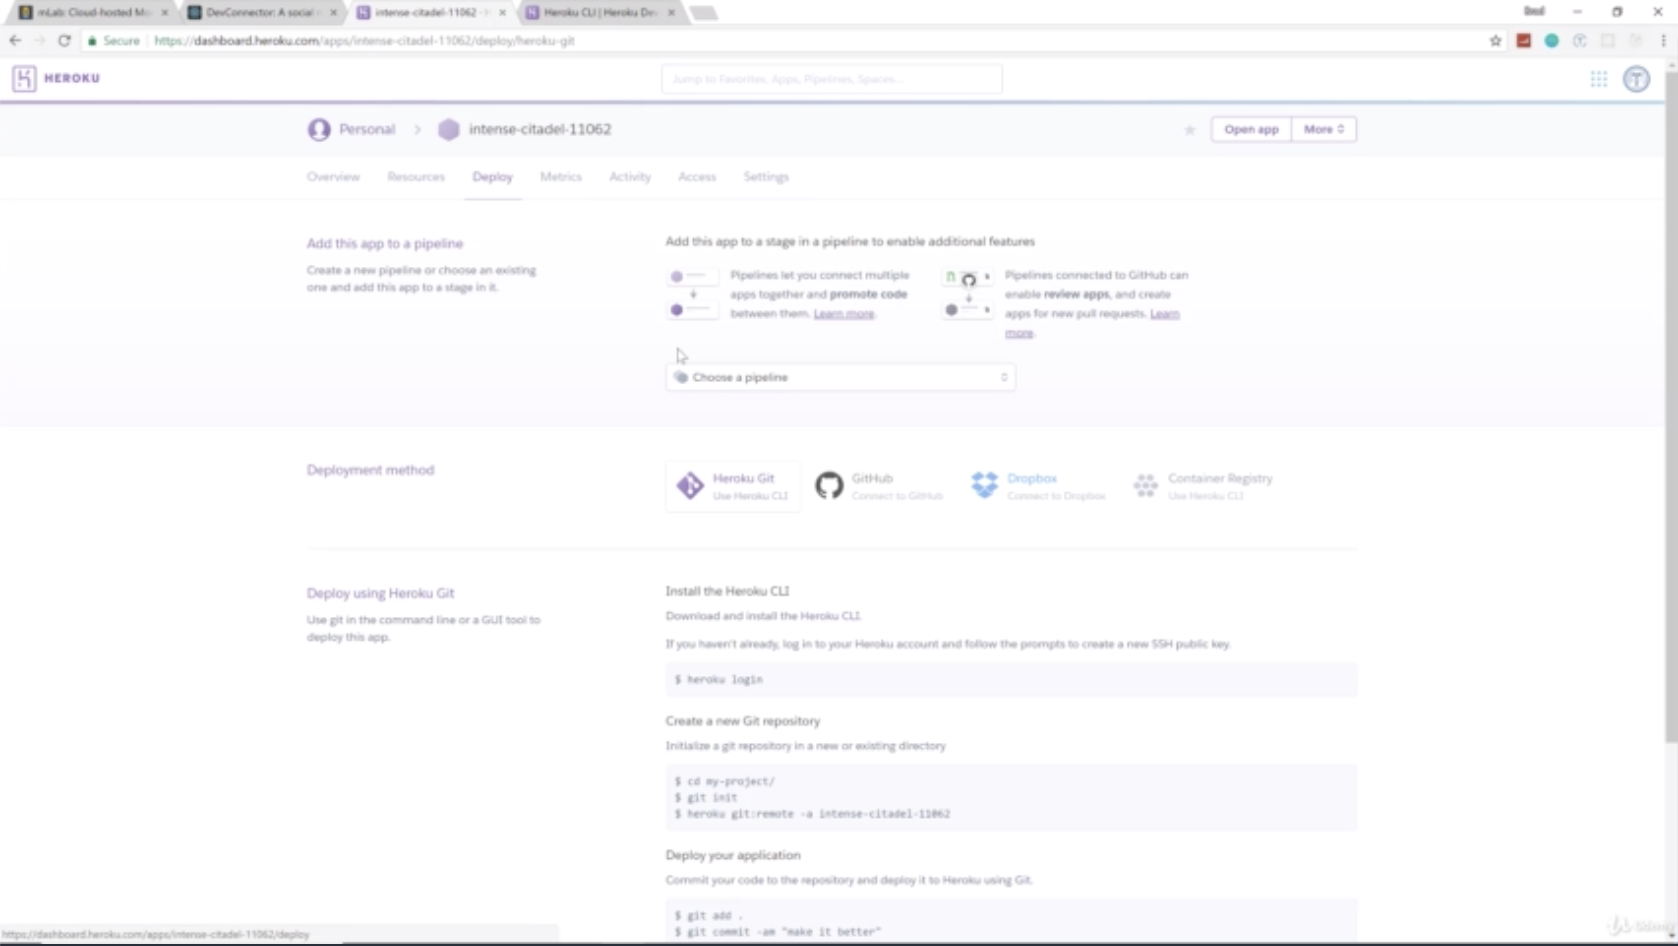 mLab: Cloud-hosted Mo
DevConnector: A social
intense-citadel-11062 -
Heroku CLI | Heroku De
Secure
https://dashboard.heroku.com/apps/intense-citadel-11062/deploy/heroku-git
HEROKU
Jump to Favorites, Apps, Pipelines, Spaces...
Personal > intense-citadel-11062
Open app
More
Overview Resources Deploy Metrics Activity Access Settings
Add this app to a pipeline
Create a new pipeline or choose an existing
one and add this app to a stage in it.
Add this app to a stage in a pipeline to enable additional features
Pipelines let you connect multiple
apps together and promote code
between them. Learn more.
Pipelines connected to GitHub can
enable review apps, and create
apps for new pull requests. Learn
more.
Choose a pipeline
Deployment method
Heroku Git
Use Heroku CLI
GitHub
Connect to GitHub
Dropbox
Connect to Dropbox
Container Registry
Use Heroku CLI
Deploy using Heroku Git
Use git in the command line or a GUI tool to
deploy this app.
Install the Heroku CLI
Download and install the Heroku CLI.
If you haven't already, log in to your Heroku account and follow the prompts to create a new SSH public key.
$ heroku login
Create a new Git repository
Initialize a git repository in a new or existing directory
$ cd my-project/
$ git init
$ heroku git:remote -a intense-citadel-11062
Deploy your application
Commit your code to the repository and deploy it to Heroku using Git.
$ git add .
$ git commit -am "make it better"
https://dashboard.heroku.com/apps/intense-citadel-11062/deploy